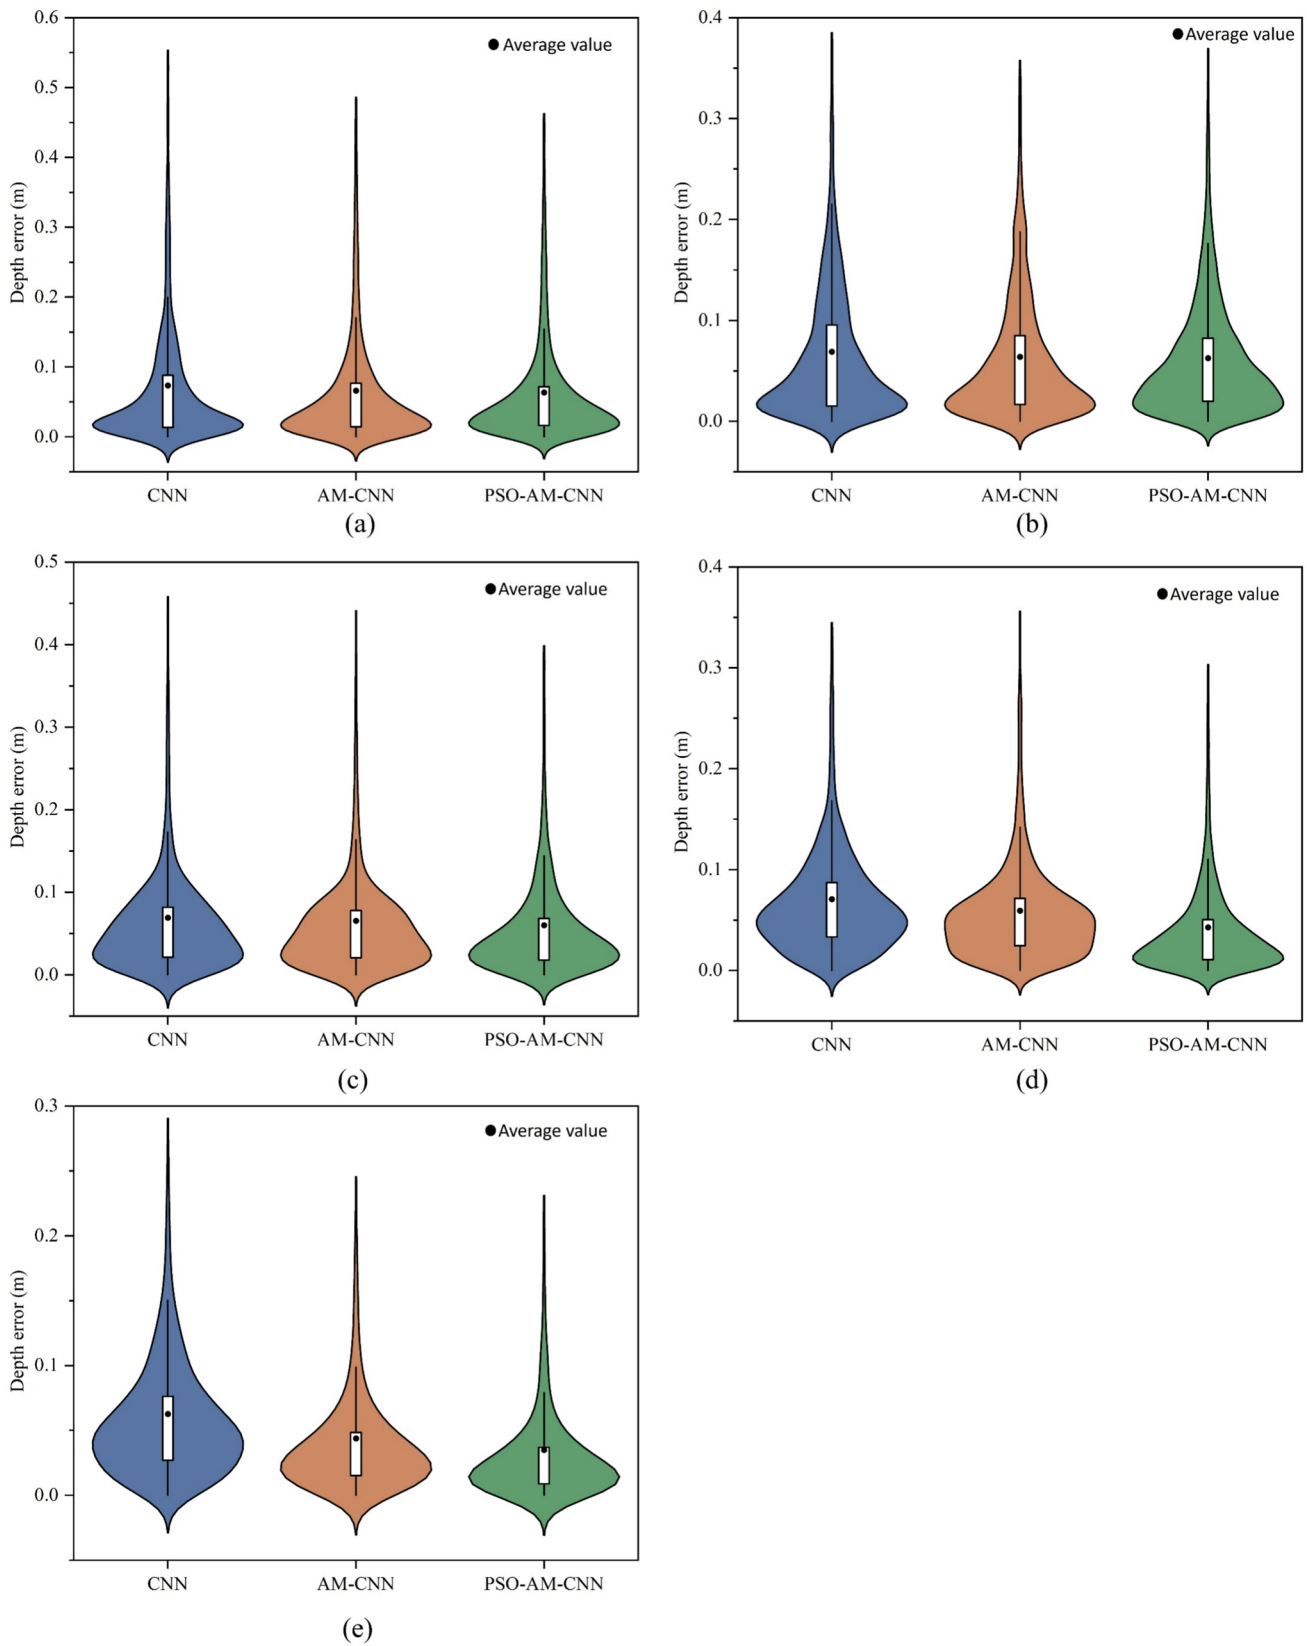 0.6
0.5
0.4
0.3
0.2
0.1
0.0
Depth error (m)
Average value
CNN
AM-CNN
PSO-AM-CNN
(a)
0.4
0.3
0.2
0.1
0.0
Depth error (m)
Average value
CNN
AM-CNN
PSO-AM-CNN
(b)
0.5
0.4
0.3
0.2
0.1
0.0
Depth error (m)
Average value
CNN
AM-CNN
PSO-AM-CNN
(c)
0.4
0.3
0.2
0.1
0.0
Depth error (m)
Average value
CNN
AM-CNN
PSO-AM-CNN
(d)
0.3
0.2
0.1
0.0
Depth error (m)
Average value
CNN
AM-CNN
PSO-AM-CNN
(e)